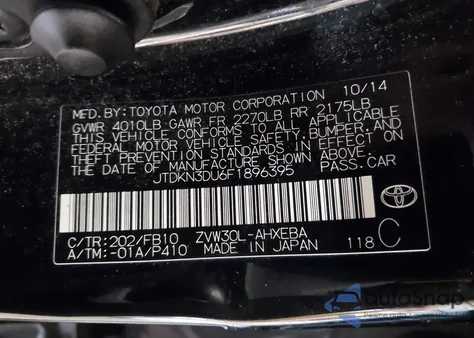 MFD. BY: TOYOTA MOTOR CORPORATION 10/14
GVWR 4010LB GAWR FR 2270LB RR 2175LB
THIS VEHICLE CONFORMS TO ALL APPLICABLE
FEDERAL MOTOR VEHICLE SAFETY, BUMPER, AND
THEFT PREVENTION STANDARDS IN EFFECT ON
THE DATE OF MANUFACTURE SHOWN ABOVE.
JTDKN3DU6F1896395 PASS.CAR
C/TR: 202/FB10 ZVW30L-AHXEBA
A/TM: -01A/P410 MADE IN JAPAN 118 C
TOYOTA
autoSnap